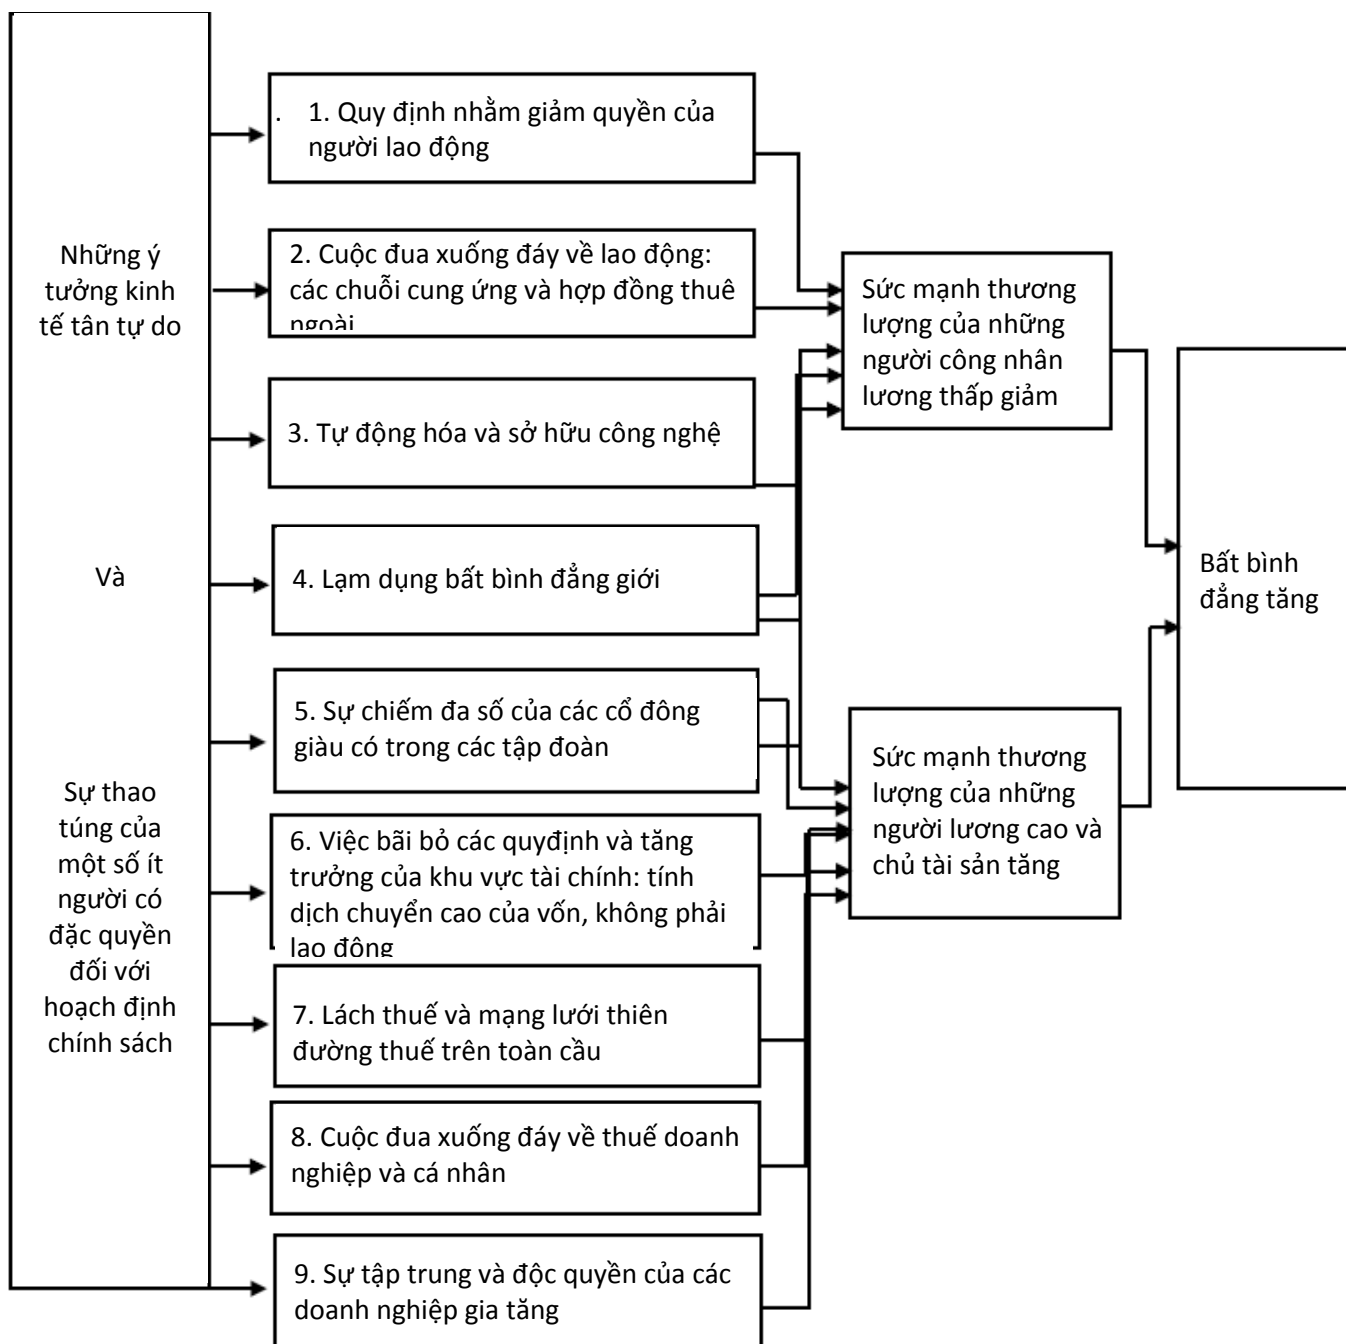 Những ý
tưởng kinh
tế tân tự do
Và
Sự thao
túng của
một số ít
người có
đặc quyền
đối với
hoạch định
chính sách
. 1. Quy định nhằm giảm quyền của
người lao động
2. Cuộc đua xuống đáy về lao động:
các chuỗi cung ứng và hợp đồng thuê
ngoài
3. Tự động hóa và sở hữu công nghệ
4. Lạm dụng bất bình đẳng giới
5. Sự chiếm đa số của các cổ đông
giàu có trong các tập đoàn
6. Việc bãi bỏ các quyđịnh và tăng
trưởng của khu vực tài chính: tính
dịch chuyển cao của vốn, không phải
lao động
7. Lách thuế và mạng lưới thiên
đường thuế trên toàn cầu
8. Cuộc đua xuống đáy về thuế doanh
nghiệp và cá nhân
9. Sự tập trung và độc quyền của các
doanh nghiệp gia tăng
Sức mạnh thương
lượng của những
người công nhân
lương thấp giảm
Sức mạnh thương
lượng của những
người lương cao và
chủ tài sản tăng
Bất bình
đẳng tăng